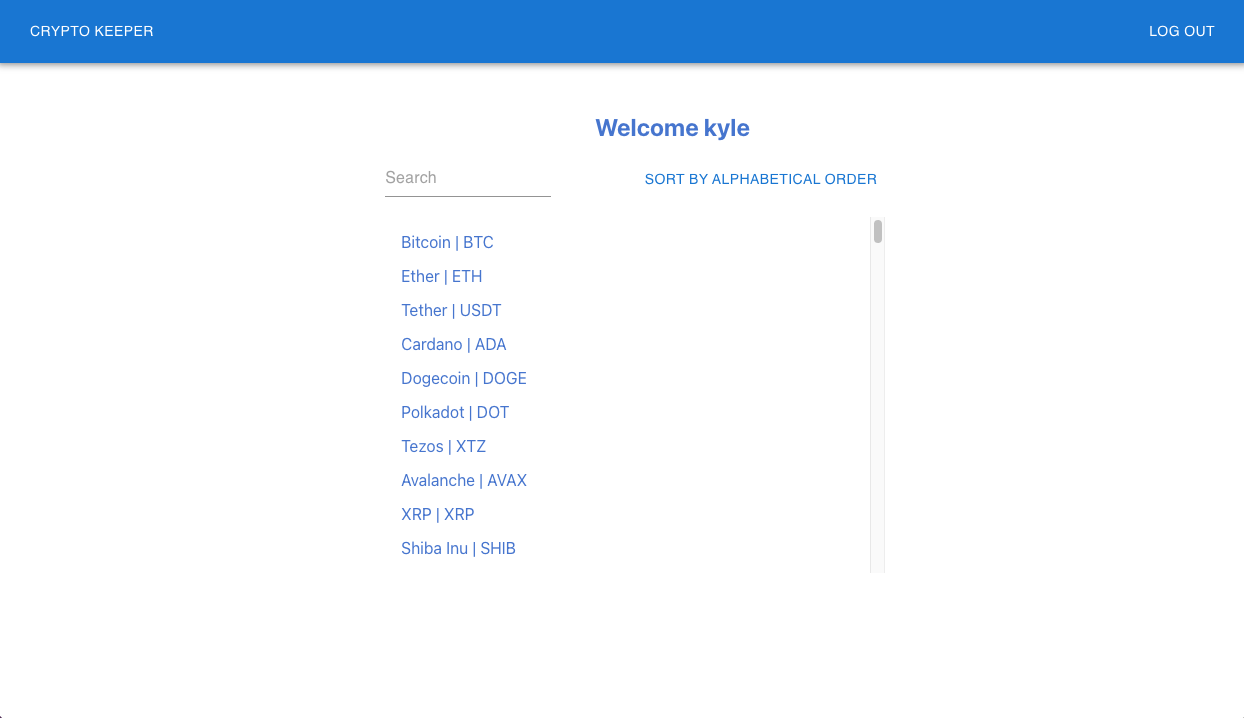 CRYPTO KEEPER LOG OUT
Welcome kyle
Search SORT BY ALPHABETICAL ORDER
Bitcoin | BTC
Ether | ETH
Tether | USDT
Cardano | ADA
Dogecoin | DOGE
Polkadot | DOT
Tezos | XTZ
Avalanche | AVAX
XRP | XRP
Shiba Inu | SHIB